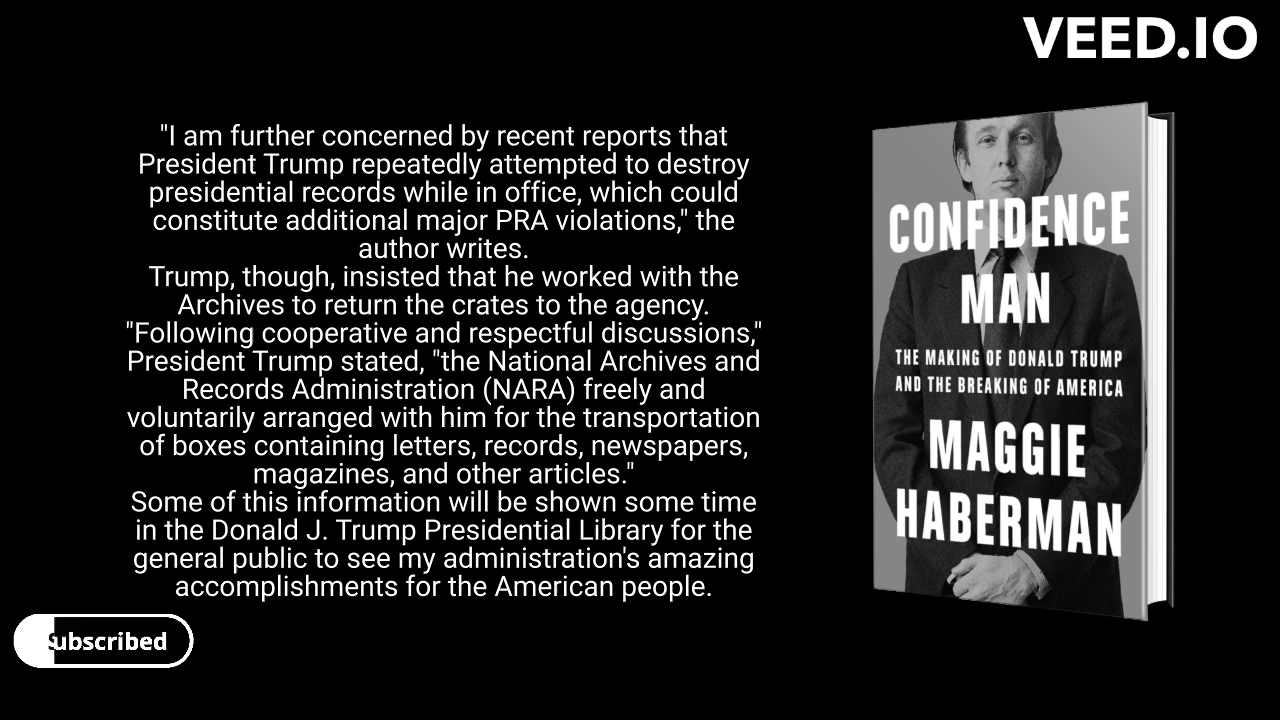 VEED.IO
"I am further concerned by recent reports that
President Trump repeatedly attempted to destroy
presidential records while in office, which could
constitute additional major PRA violations," the
author writes.
Trump, though, insisted that he worked with the
Archives to return the crates to the agency.
"Following cooperative and respectful discussions,"
President Trump stated, "the National Archives and
Records Administration (NARA) freely and
voluntarily arranged with him for the transportation
of boxes containing letters, records, newspapers,
magazines, and other articles."
Some of this information will be shown some time
in the Donald J. Trump Presidential Library for the
general public to see my administration's amazing
accomplishments for the American people.
CONFIDENCE
MAN
THE MAKING OF DONALD TRUMP
AND THE BREAKING OF AMERICA
MAGGIE
HABERMAN
ubscribed